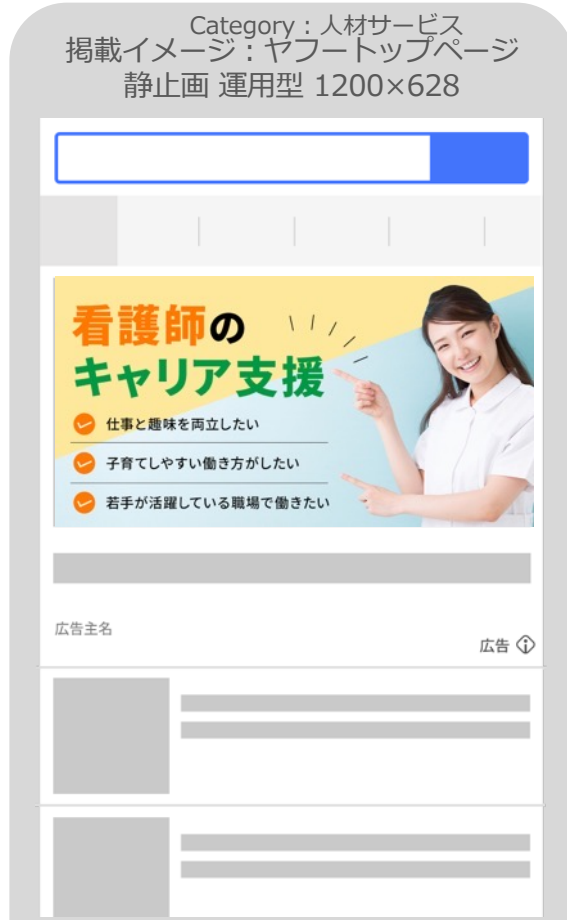 Category：人材サービス
掲載イメージ：ヤフートップページ
静止画 運用型 1200×628
看護師の
キャリア支援
仕事と趣味を両立したい
子育てしやすい働き方がしたい
若手が活躍している職場で働きたい
広告主名
広告